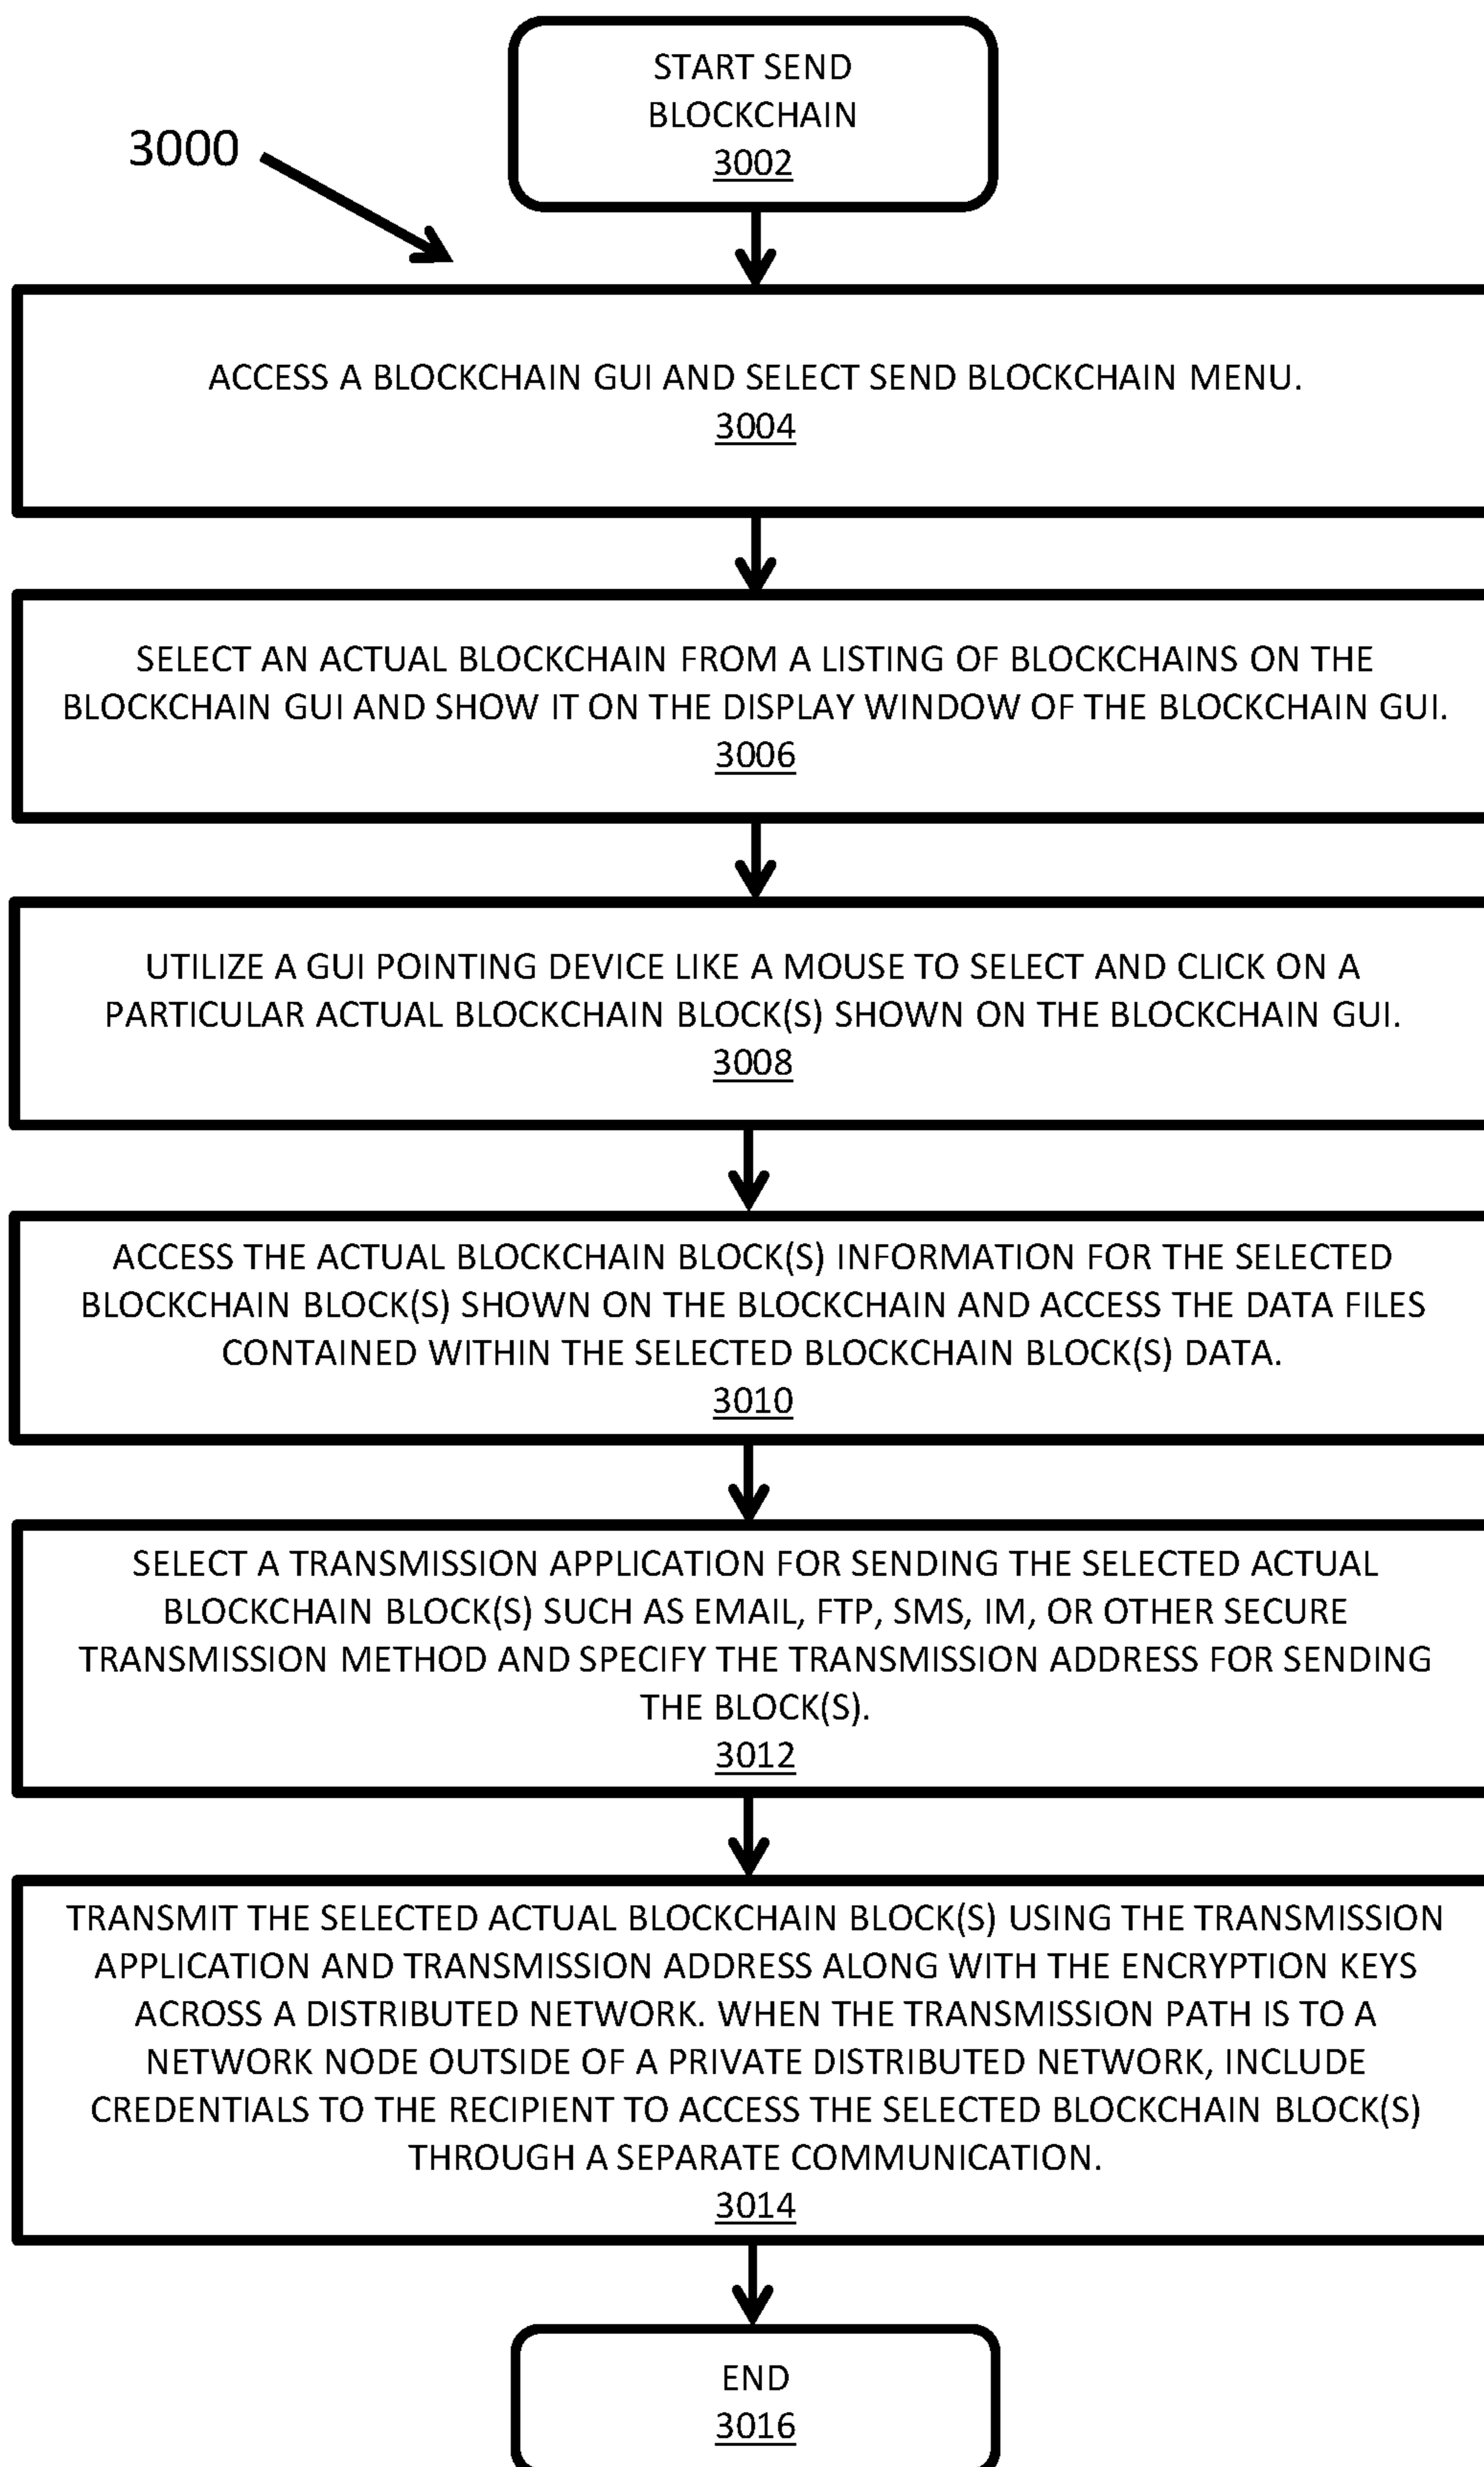 START SEND
BLOCKCHAIN
3002
3000
ACCESS A BLOCKCHAIN GUI AND SELECT SEND BLOCKCHAIN MENU.
3004
SELECT AN ACTUAL BLOCKCHAIN FROM A LISTING OF BLOCKCHAINS ON THE
BLOCKCHAIN GUI AND SHOW IT ON THE DISPLAY WINDOW OF THE BLOCKCHAIN GUI.
3006
UTILIZE A GUI POINTING DEVICE LIKE A MOUSE TO SELECT AND CLICK ON A
PARTICULAR ACTUAL BLOCKCHAIN BLOCK(S) SHOWN ON THE BLOCKCHAIN GUI.
3008
ACCESS THE ACTUAL BLOCKCHAIN BLOCK(S) INFORMATION FOR THE SELECTED
BLOCKCHAIN BLOCK(S) SHOWN ON THE BLOCKCHAIN AND ACCESS THE DATA FILES
CONTAINED WITHIN THE SELECTED BLOCKCHAIN BLOCK(S) DATA.
3010
SELECT A TRANSMISSION APPLICATION FOR SENDING THE SELECTED ACTUAL
BLOCKCHAIN BLOCK(S) SUCH AS EMAIL, FTP, SMS, IM, OR OTHER SECURE
TRANSMISSION METHOD AND SPECIFY THE TRANSMISSION ADDRESS FOR SENDING
THE BLOCK(S).
3012
TRANSMIT THE SELECTED ACTUAL BLOCKCHAIN BLOCK(S) USING THE TRANSMISSION
APPLICATION AND TRANSMISSION ADDRESS ALONG WITH THE ENCRYPTION KEYS
ACROSS A DISTRIBUTED NETWORK. WHEN THE TRANSMISSION PATH IS TO A
NETWORK NODE OUTSIDE OF A PRIVATE DISTRIBUTED NETWORK, INCLUDE
CREDENTIALS TO THE RECIPIENT TO ACCESS THE SELECTED BLOCKCHAIN BLOCK(S)
THROUGH A SEPARATE COMMUNICATION.
3014
END
3016